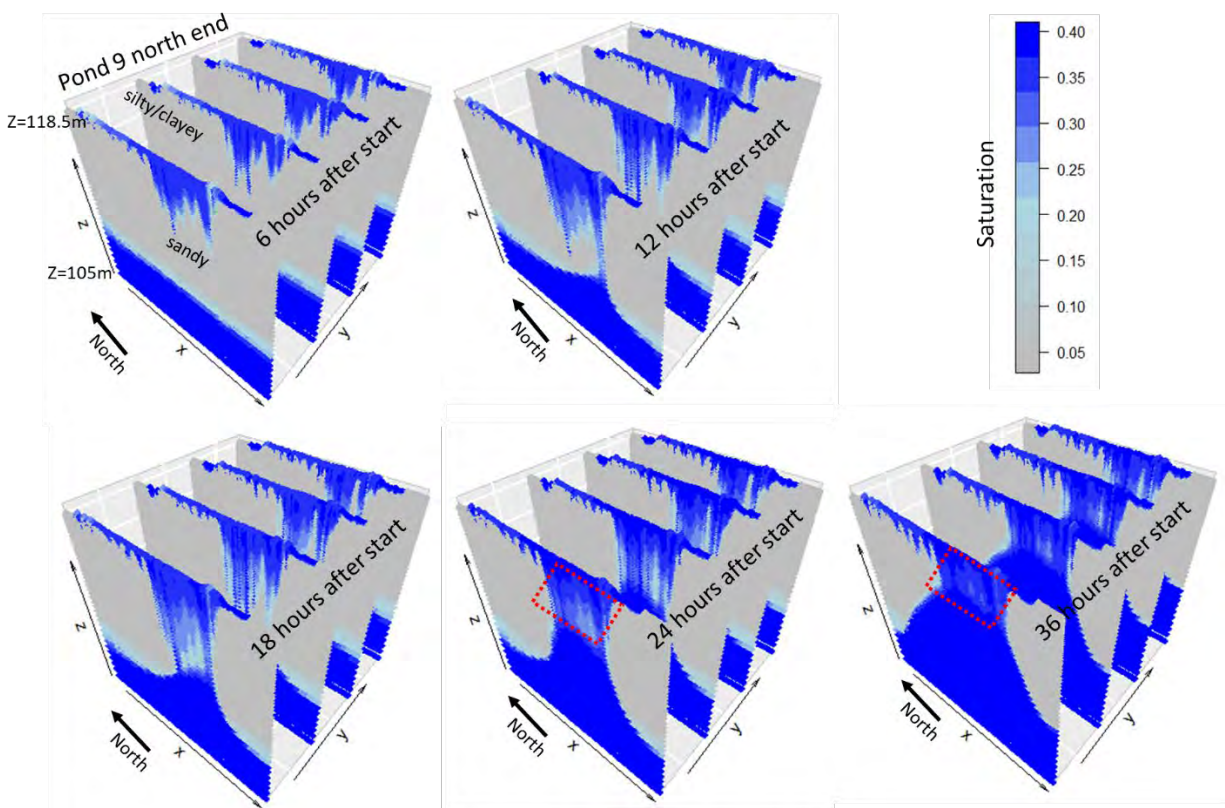 Pond 9 north end
silty/clayey
Z=118.5m
6 hours after start
z
sandy
Z=105m
North
x
y
12 hours after start
z
North
x
y
Saturation
0.40
0.35
0.30
0.25
0.20
0.15
0.10
0.05
18 hours after start
z
North
x
y
24 hours after start
z
North
x
y
36 hours after start
z
North
x
y